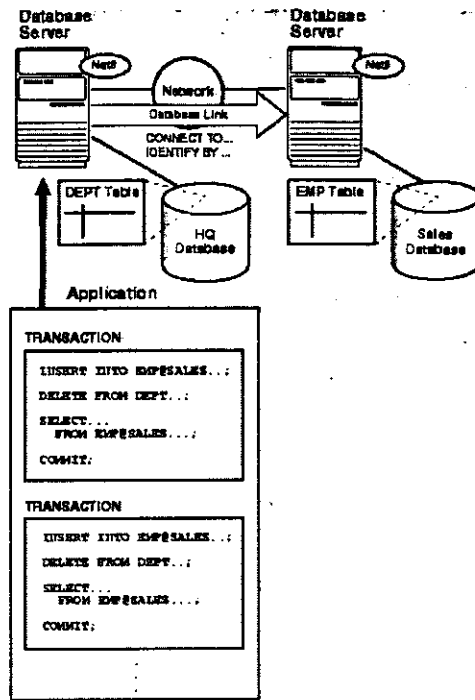 Database
Server
Database
Server
Net8
Net8
Network
Database Link
CONNECT TO...
IDENTIFY BY ...
DEPT Table
HQ
Database
EMP Table
Sales
Database
Application
TRANSACTION
INSERT INTO EMP@SALES..;
DELETE FROM DEPT..;
SELECT...
FROM EMP@SALES...;
COMMIT;
TRANSACTION
INSERT INTO EMP@SALES..;
DELETE FROM DEPT..;
SELECT...
FROM EMP@SALES...;
COMMIT;